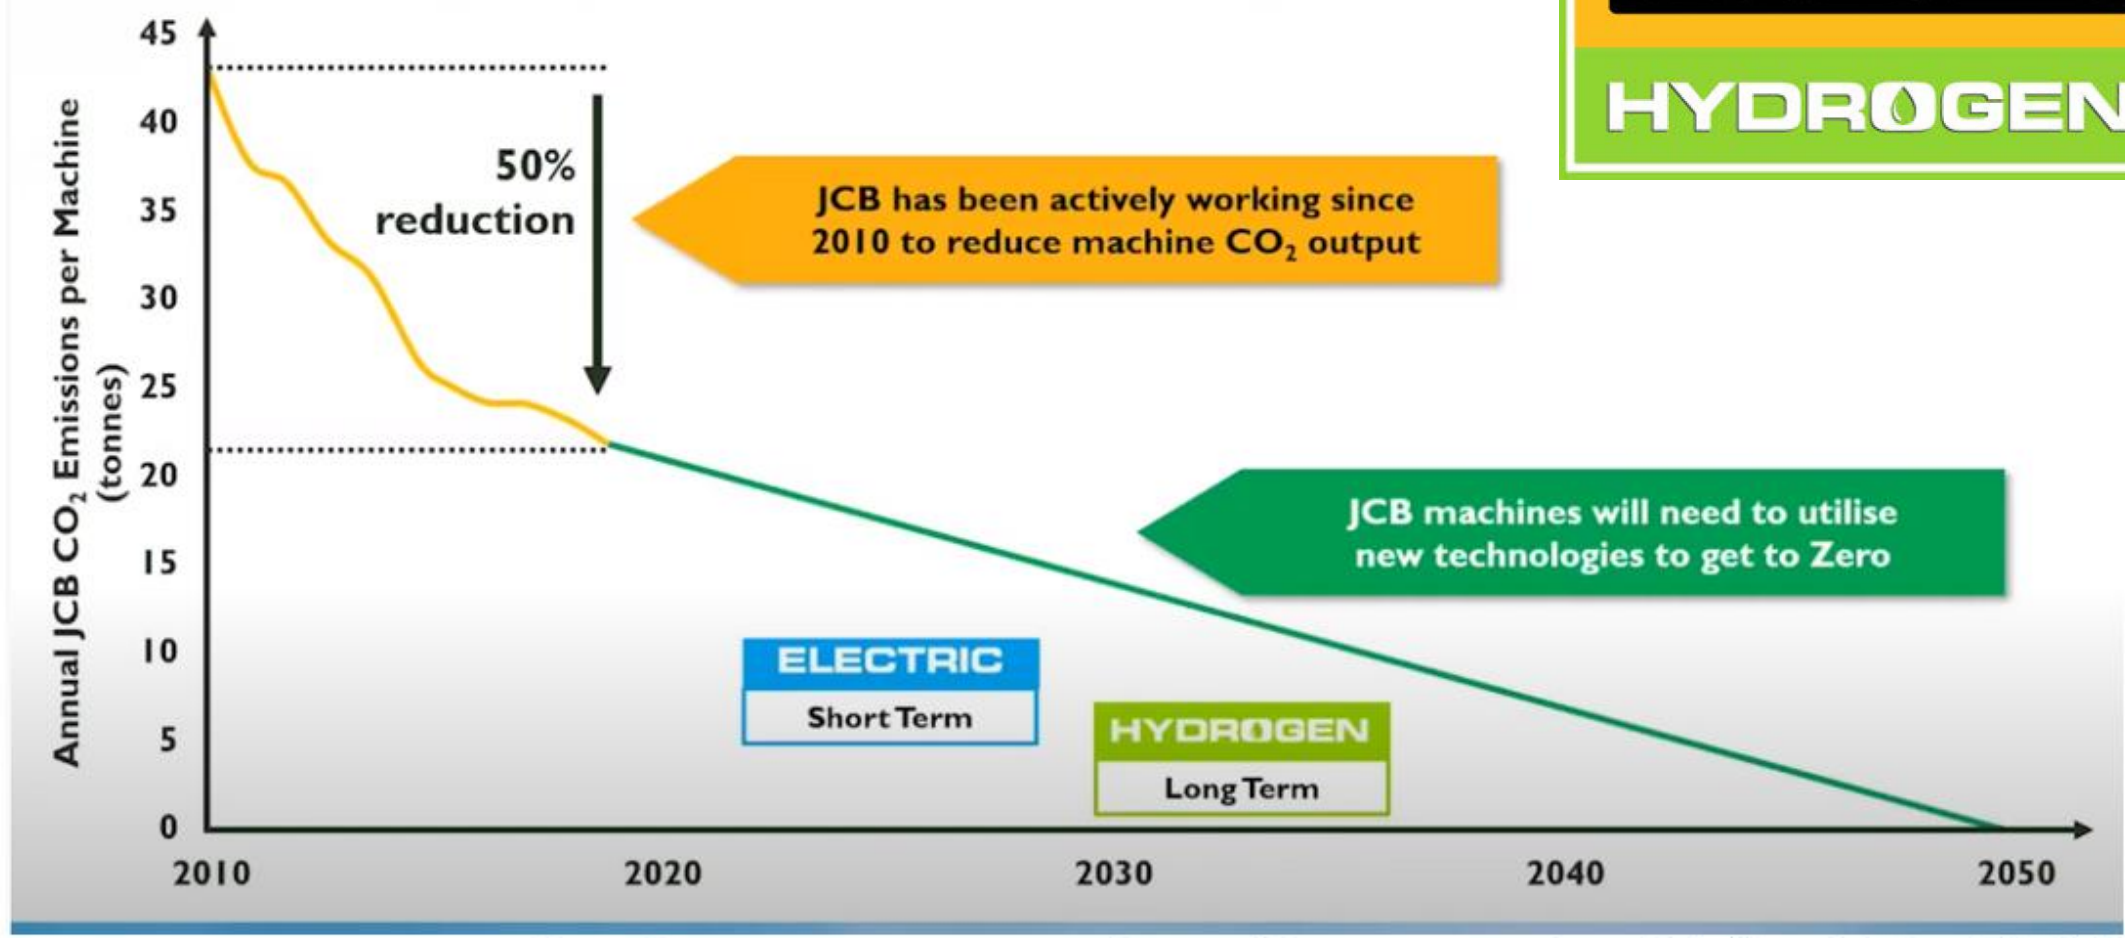 45
40
35
30
25
20
15
10
5
0
Annual JCB CO₂ Emissions per Machine
(tonnes)
50%
reduction
JCB has been actively working since
2010 to reduce machine CO₂ output
HYDROGEN
JCB machines will need to utilise
new technologies to get to Zero
ELECTRIC
Short Term
HYDROGEN
Long Term
2010 2020 2030 2040 2050